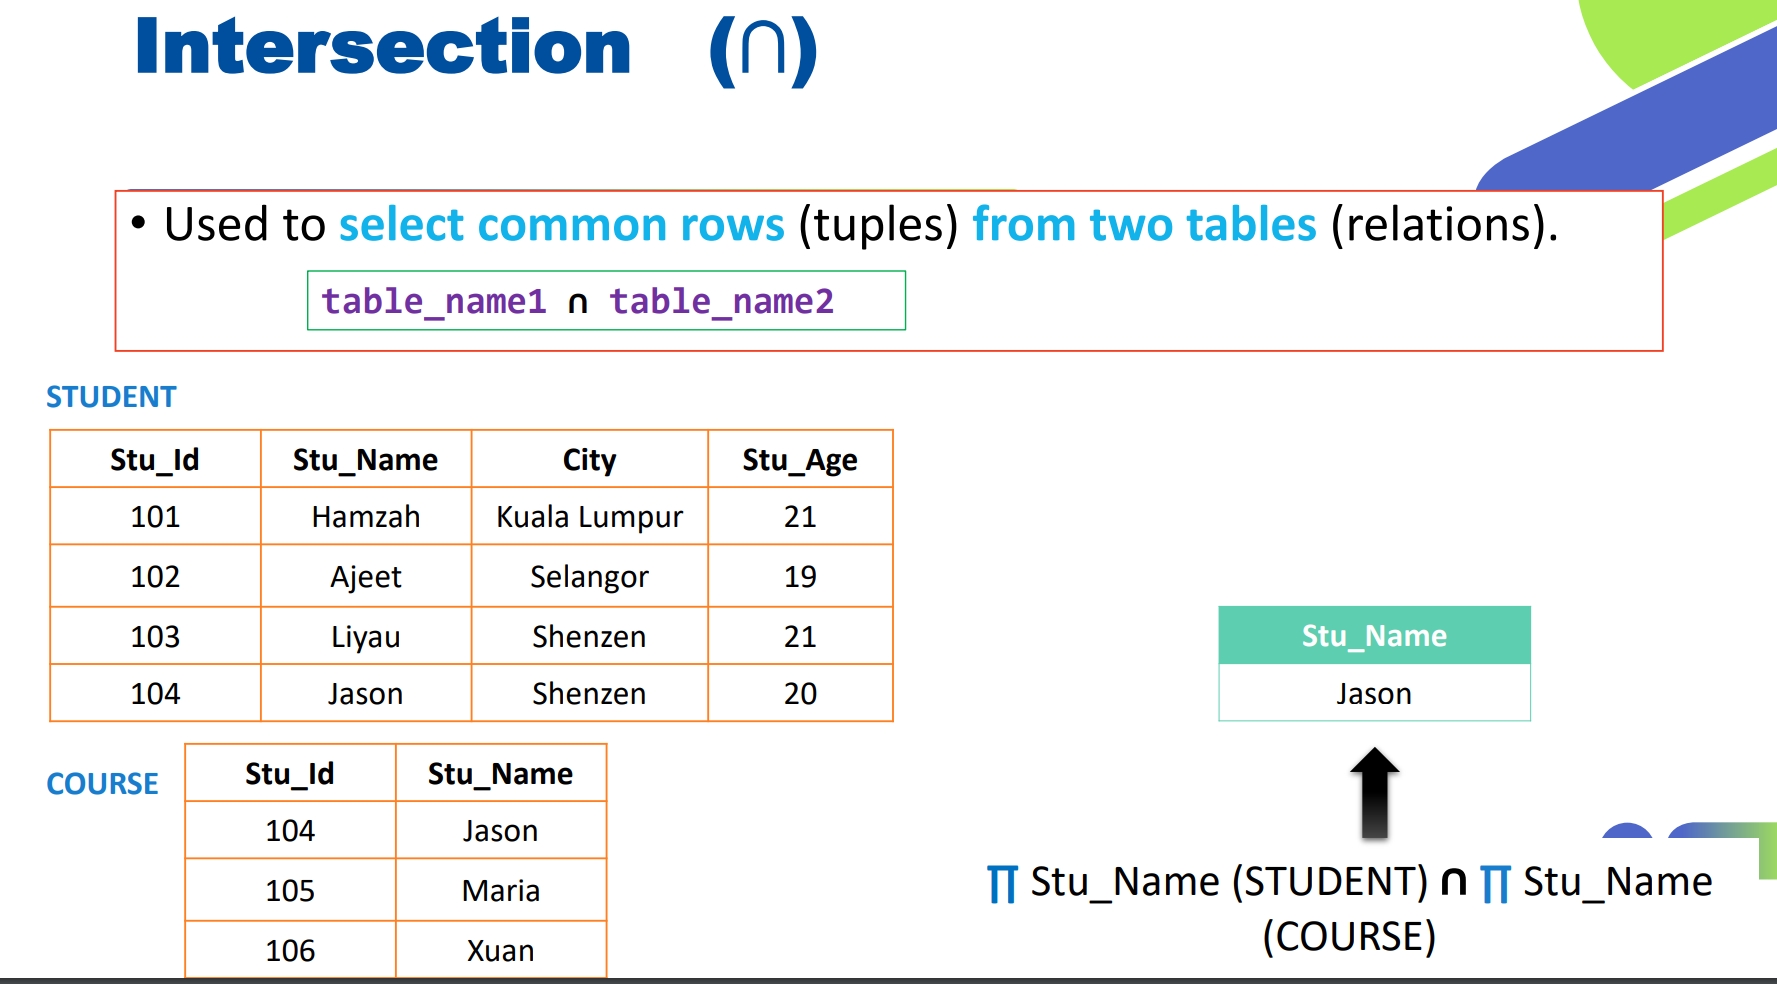 Intersection (∩)
• Used to select common rows (tuples) from two tables (relations).
table_name1 ∩ table_name2
STUDENT
Stu_Id Stu_Name City Stu_Age
101 Hamzah Kuala Lumpur 21
102 Ajeet Selangor 19
103 Liyau Shenzen 21
104 Jason Shenzen 20
COURSE
Stu_Id Stu_Name
104 Jason
105 Maria
106 Xuan
Stu_Name
Jason
∏ Stu_Name (STUDENT) ∩ ∏ Stu_Name
(COURSE)